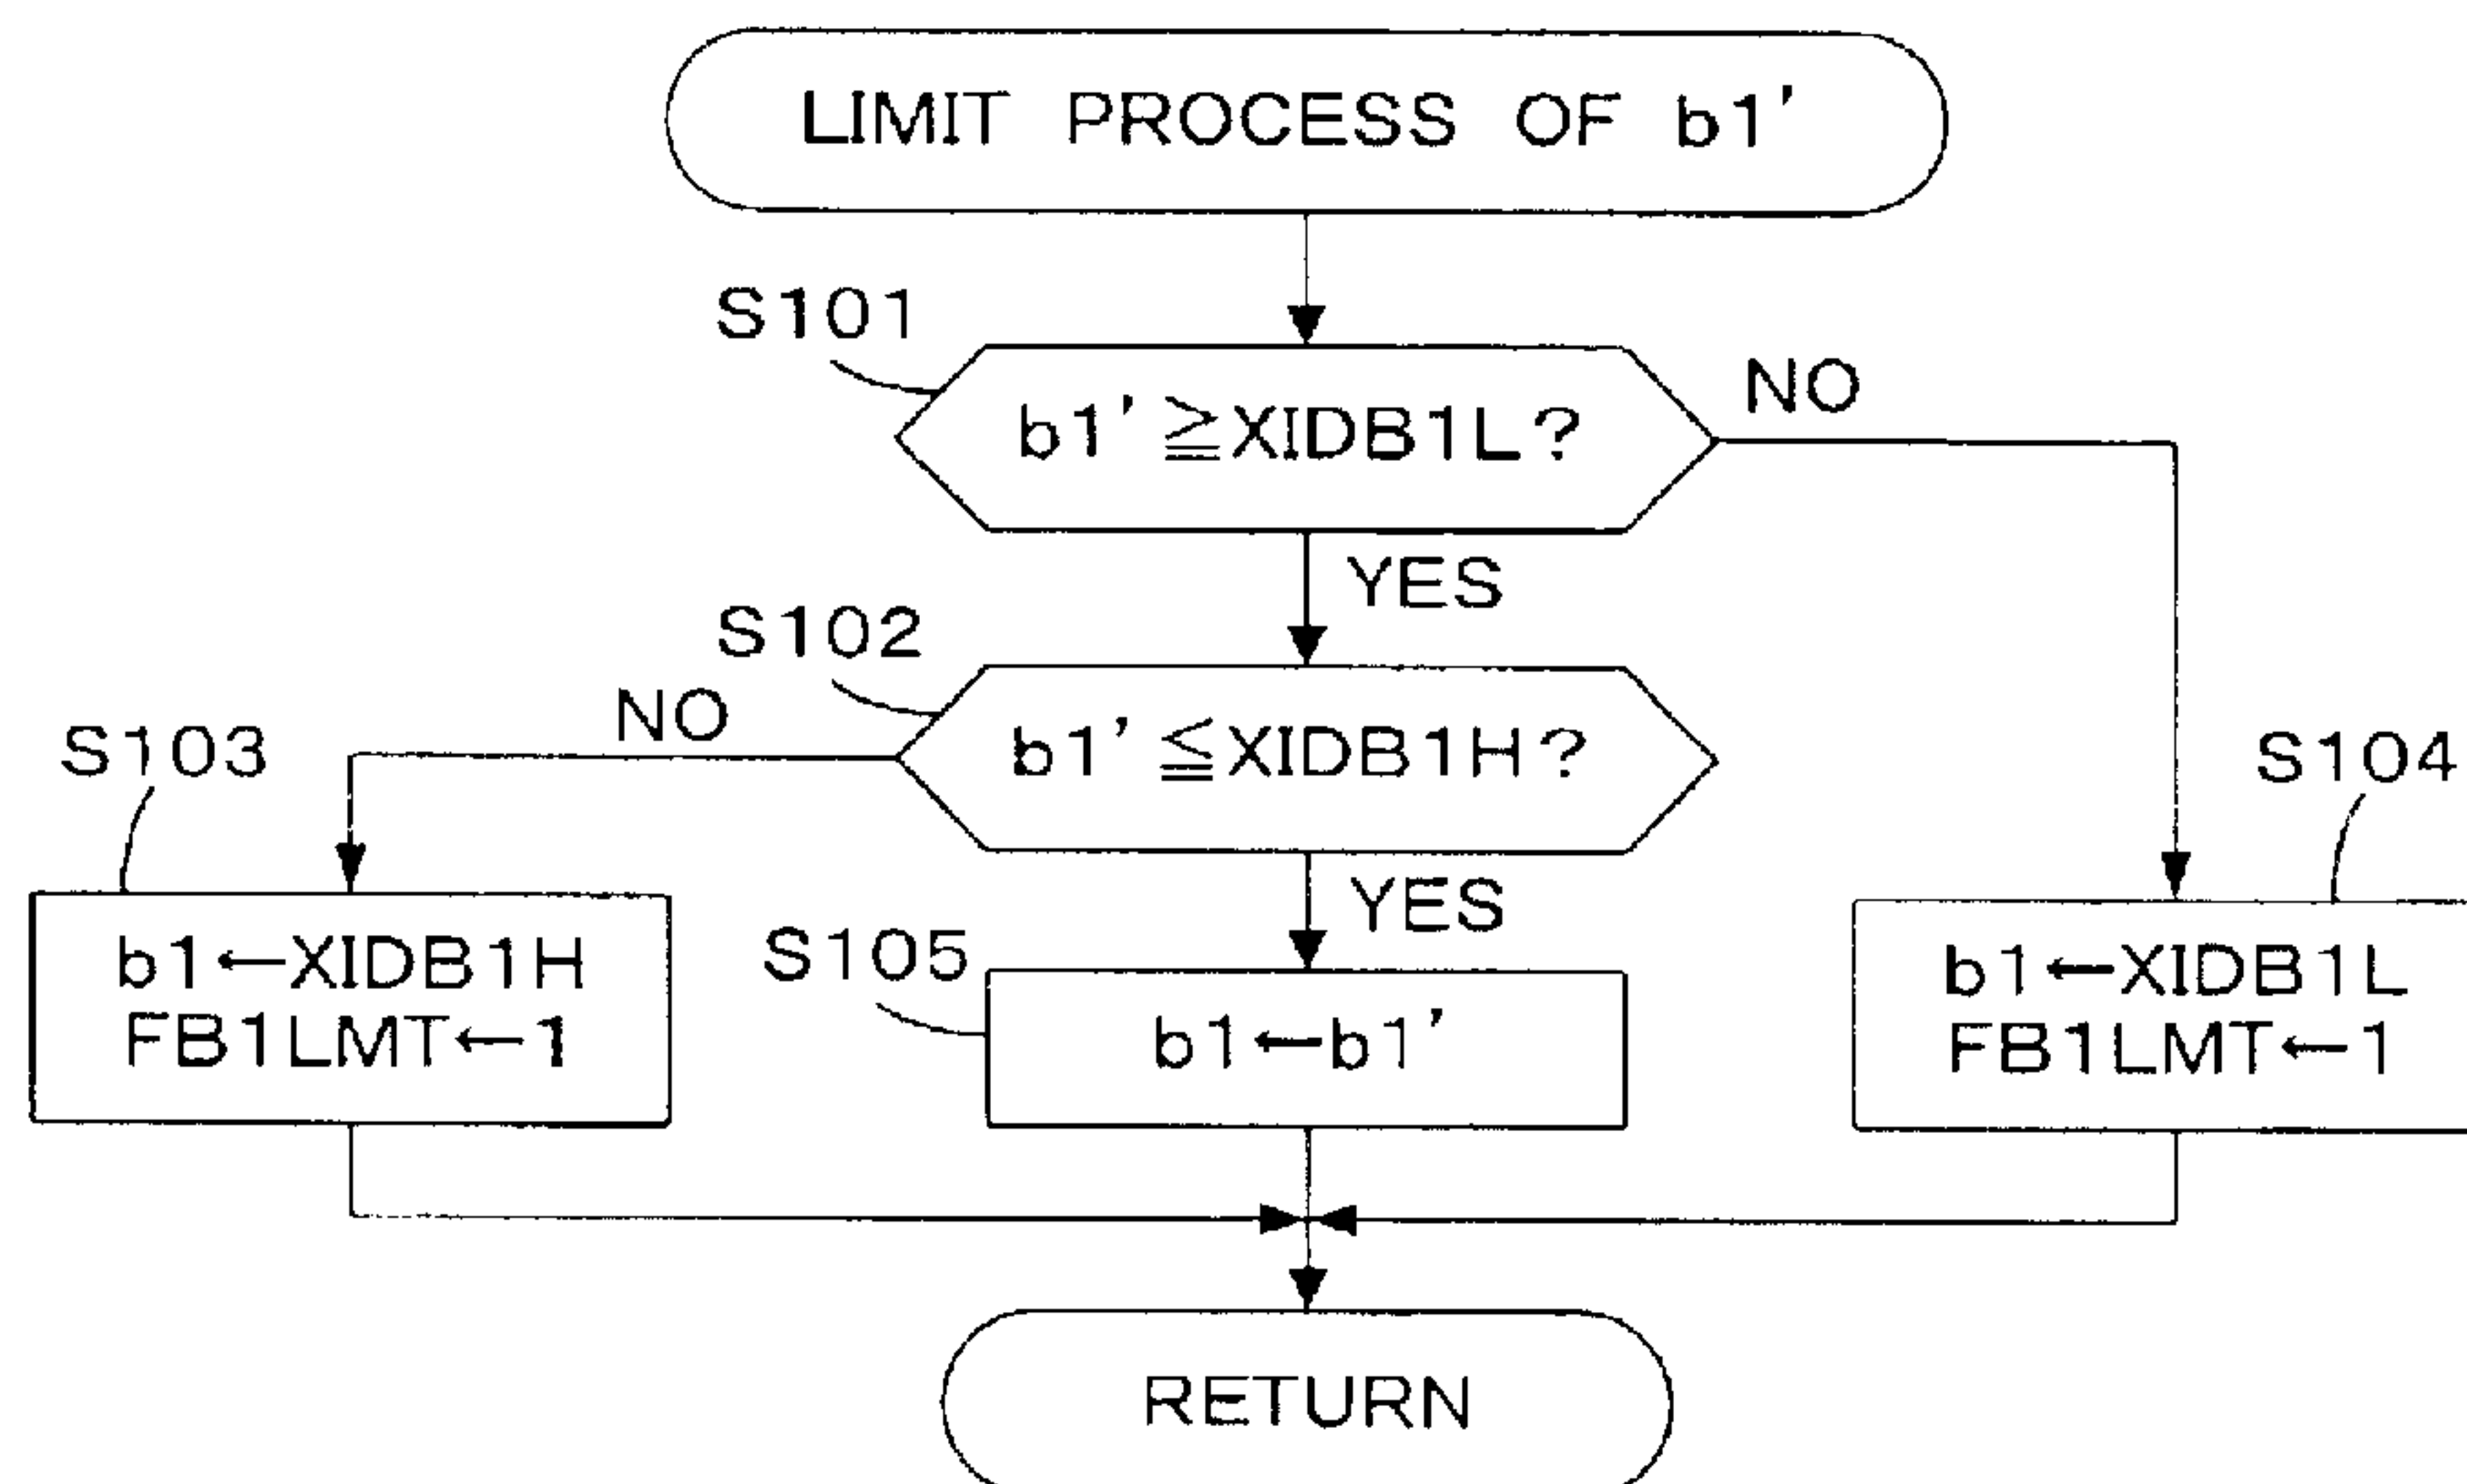 LIMIT PROCESS OF b1'
S101
b1'≧XIDB1L?
NO
YES
S102
NO
b1'≦XIDB1H?
S103
S104
YES
b1←XIDB1H
FB1LMT←1
S105
b1←b1'
b1←XIDB1L
FB1LMT←1
RETURN